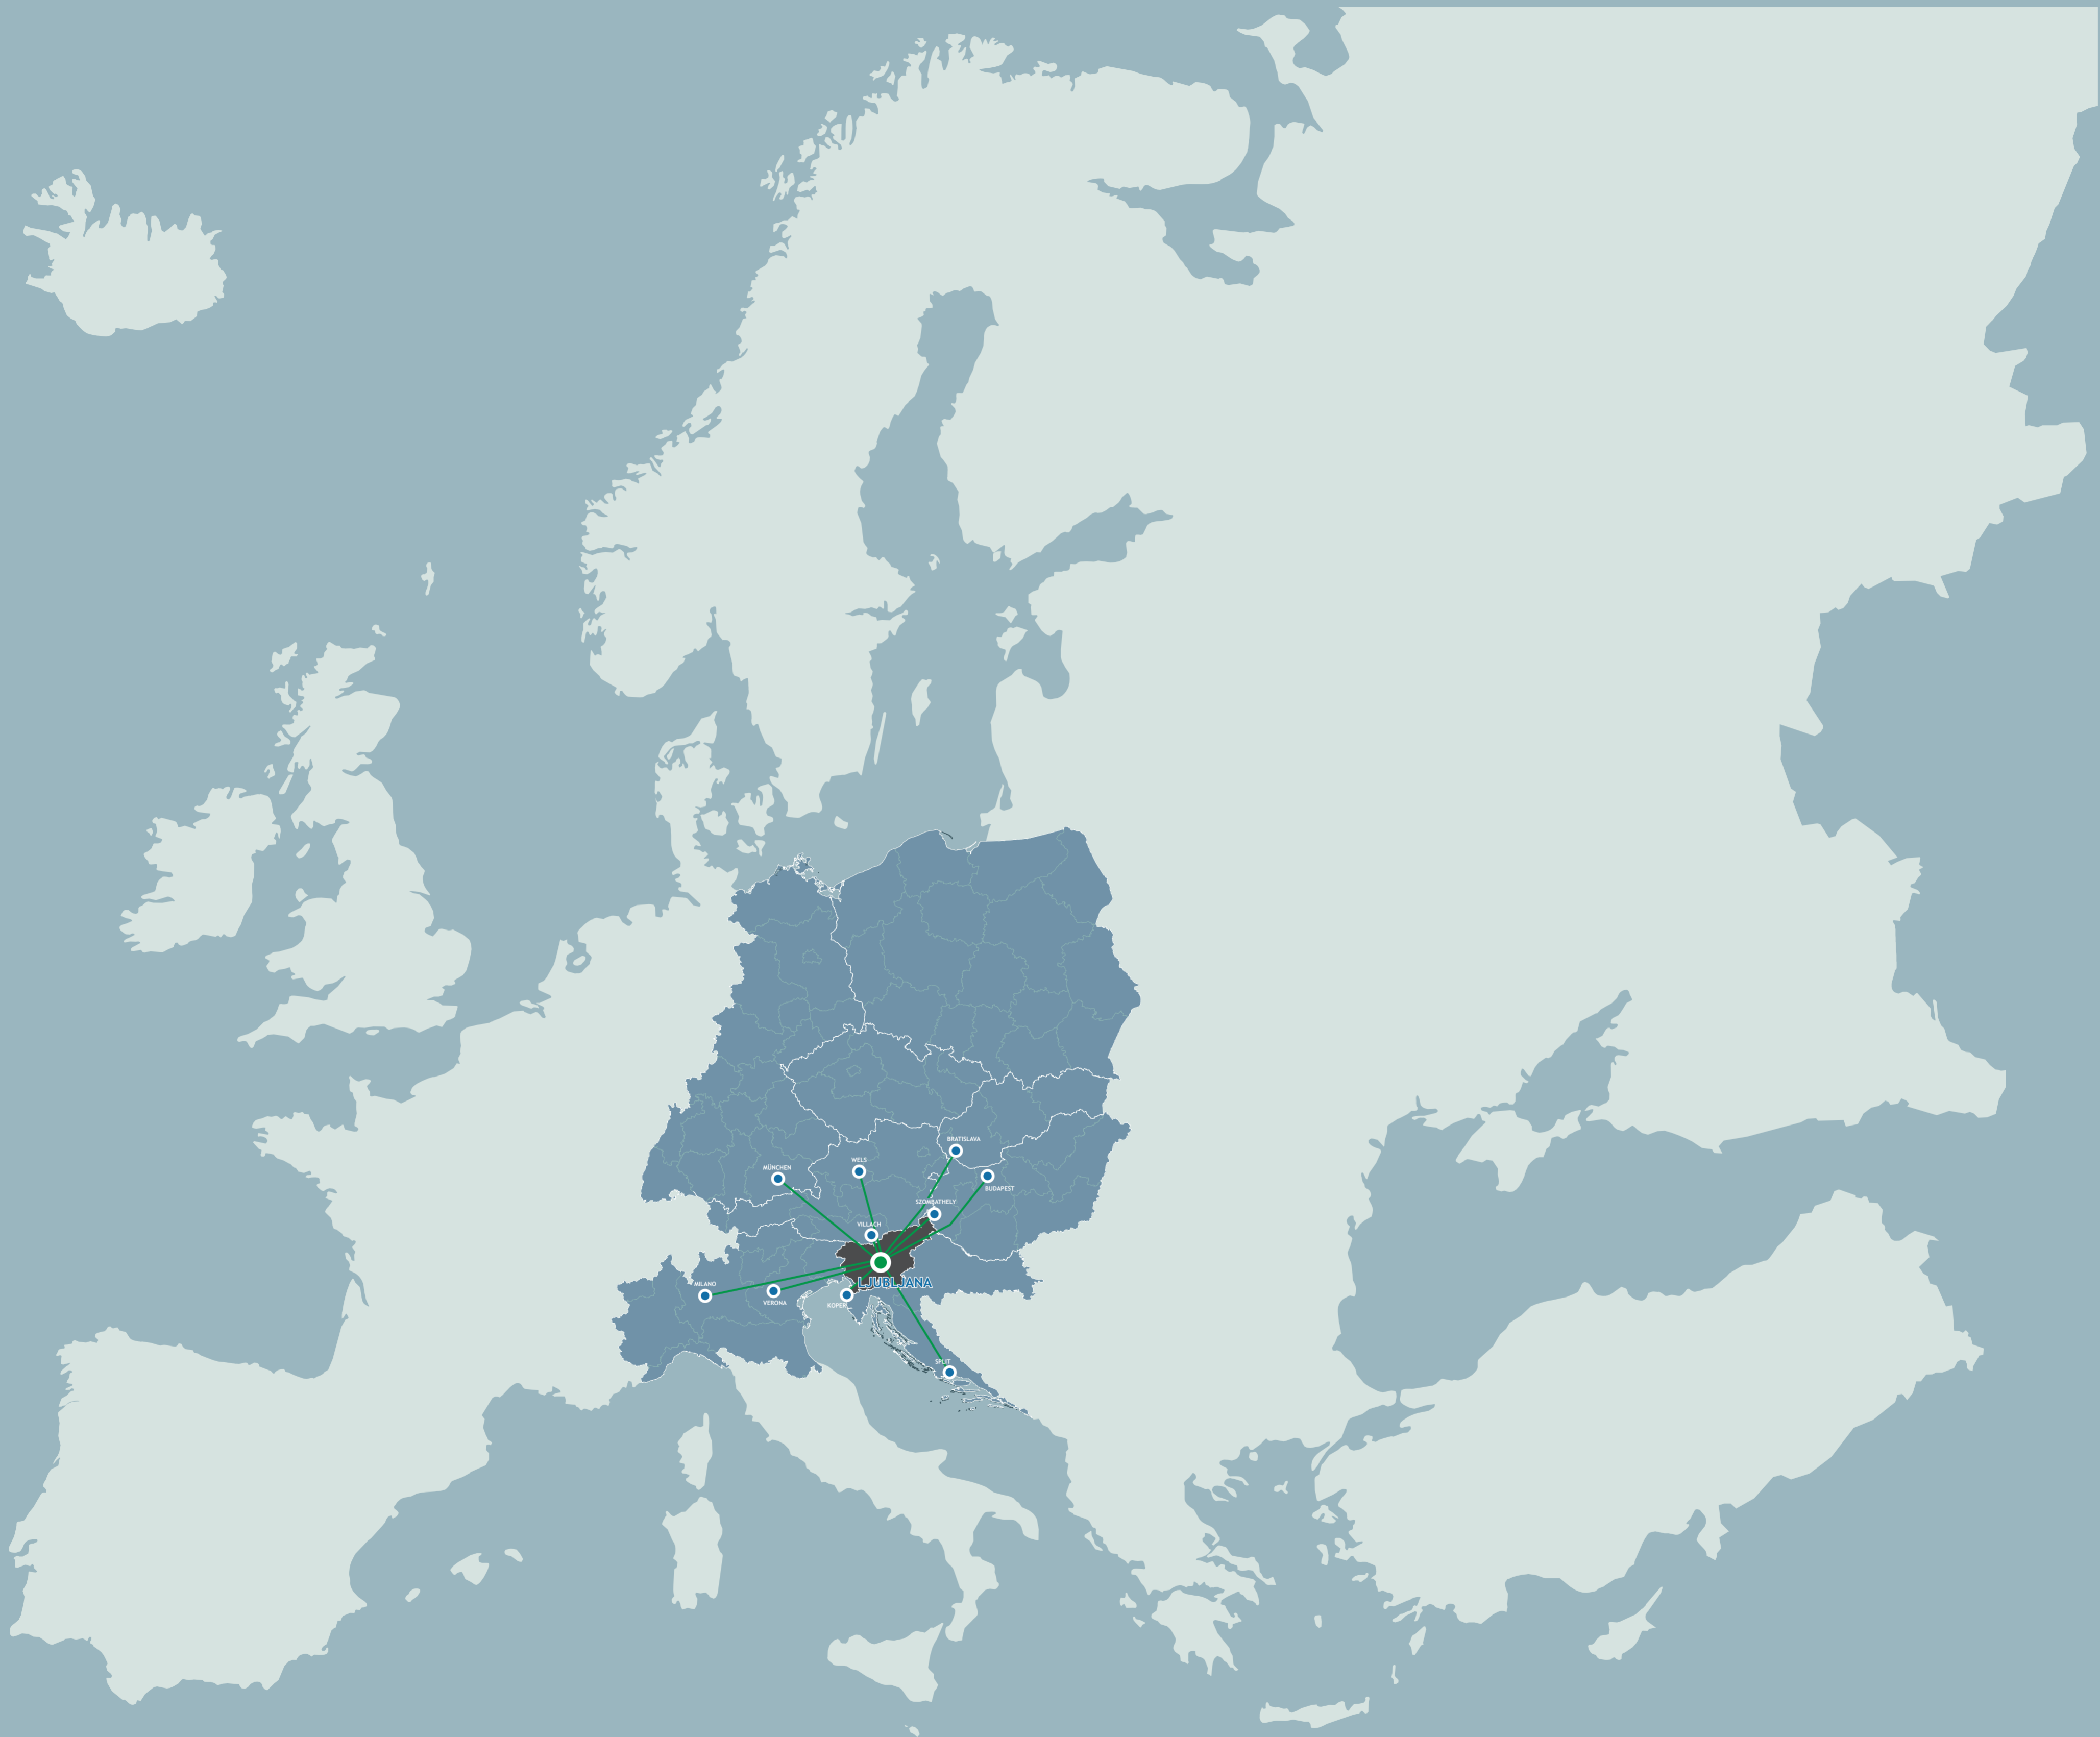 BRATISLAVA
WELS
MÜNCHEN
BUDAPEST
SZOMBATHELY
VILLACH
LJUBLJANA
MILANO
VERONA
KOPER
SPLIT